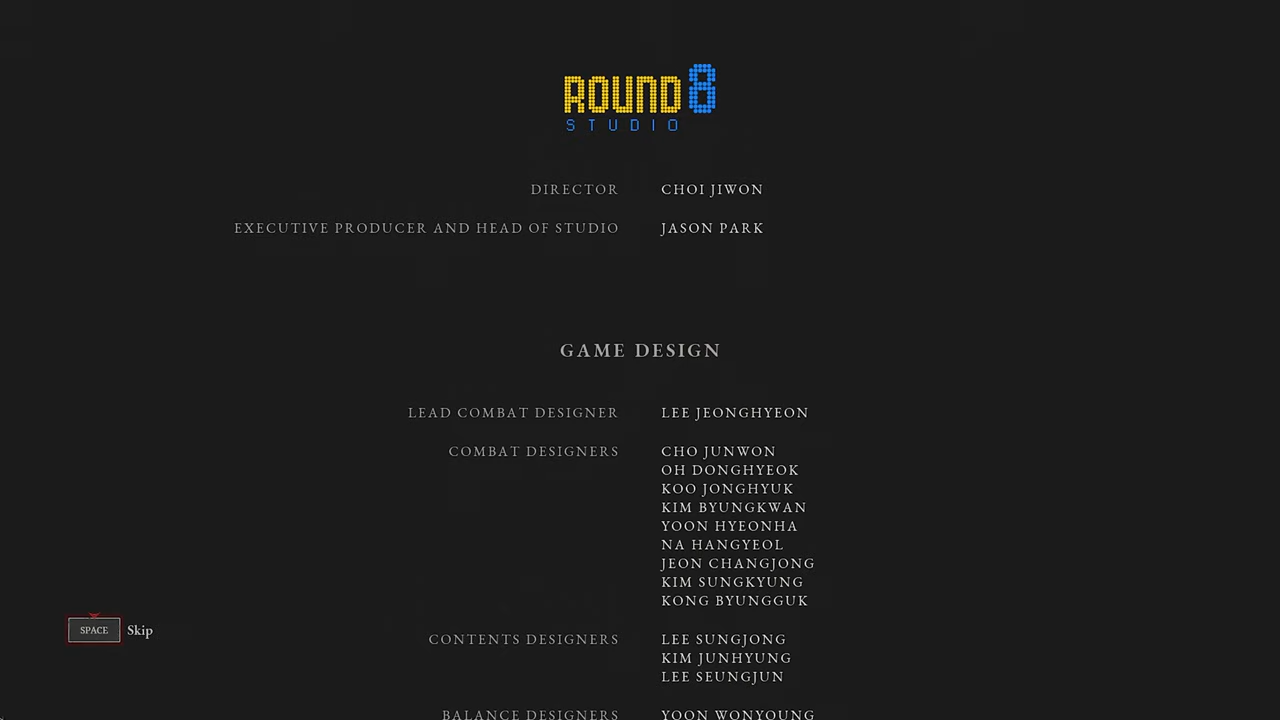 ROUND8
STUDIO
DIRECTOR CHOI JIWON
EXECUTIVE PRODUCER AND HEAD OF STUDIO JASON PARK
GAME DESIGN
LEAD COMBAT DESIGNER LEE JEONGHYEON
COMBAT DESIGNERS CHO JUNWON
OH DONGHYEOK
KOO JONGHYUK
KIM BYUNGKWAN
YOON HYEONHA
NA HANGYEOL
JEON CHANGJONG
KIM SUNGKYUNG
KONG BYUNGGUK
SPACE Skip
CONTENTS DESIGNERS LEE SUNGJONG
KIM JUNHYUNG
LEE SEUNGJUN
BALANCE DESIGNERS YOON WONYOUNG